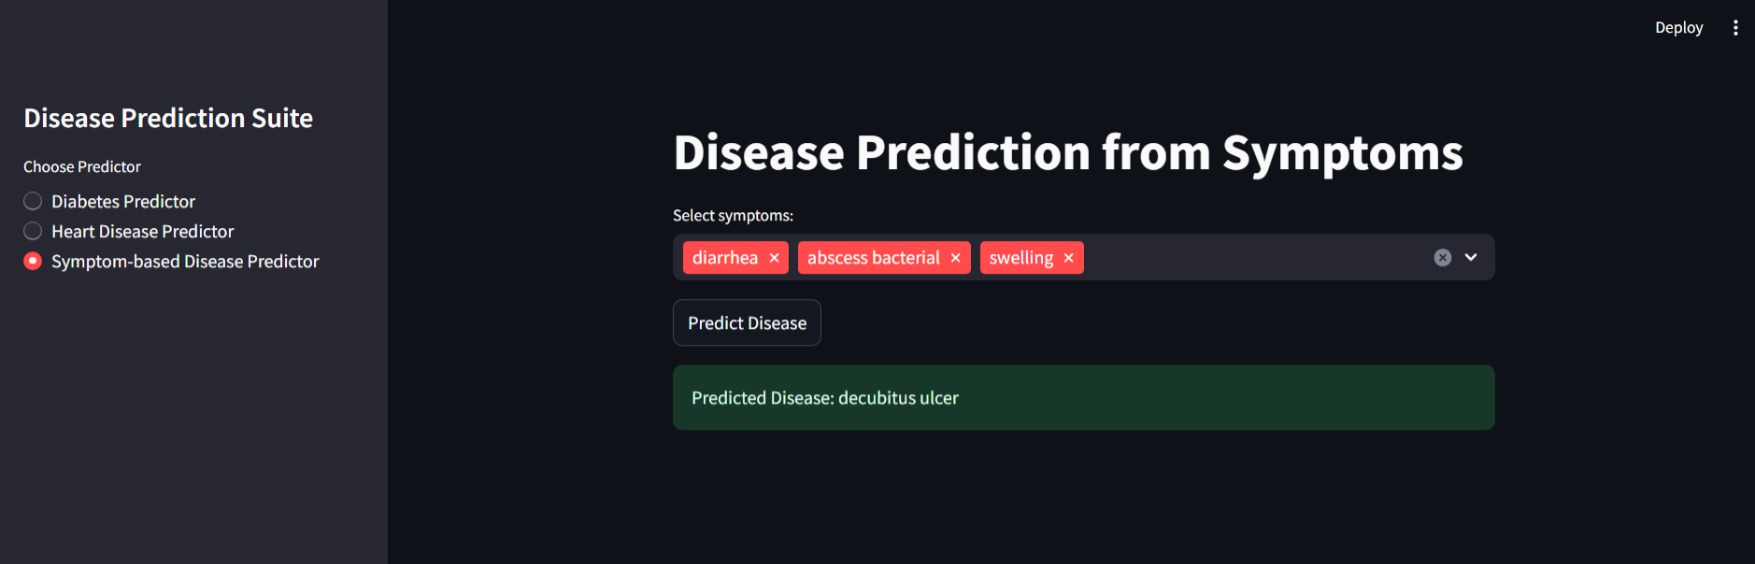 Deploy
Disease Prediction Suite
Choose Predictor
Diabetes Predictor
Heart Disease Predictor
Symptom-based Disease Predictor
Disease Prediction from Symptoms
Select symptoms:
diarrhea abscess bacterial swelling
Predict Disease
Predicted Disease: decubitus ulcer